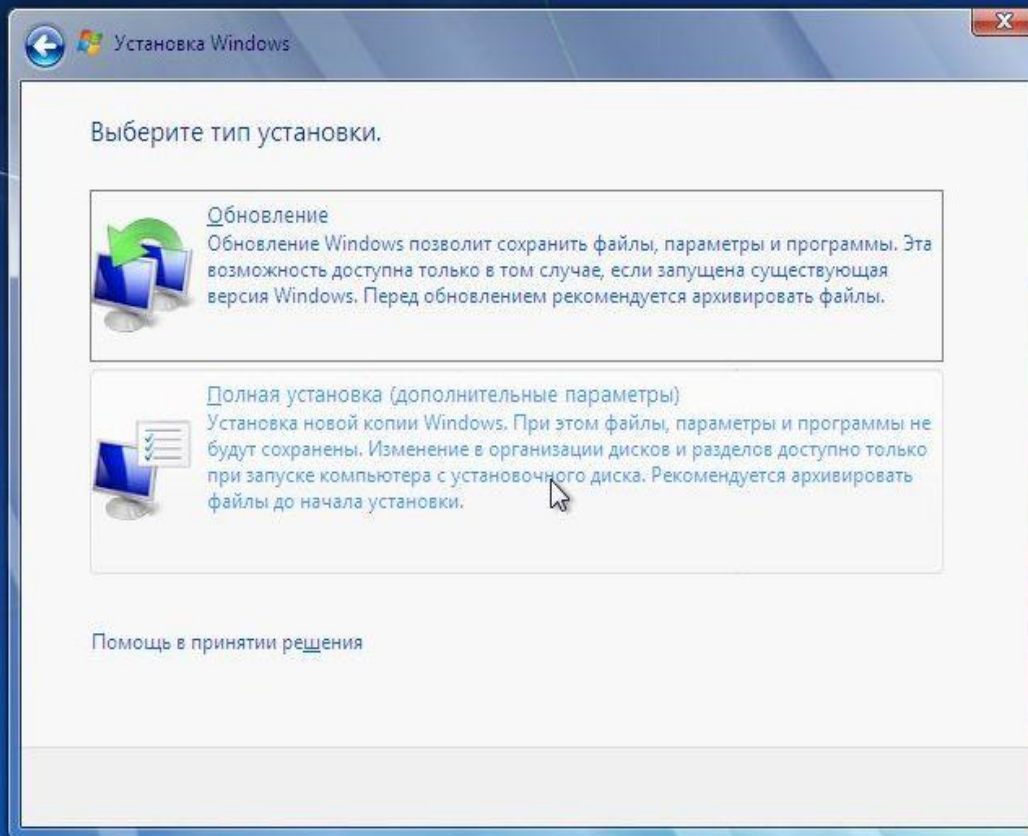 Установка Windows
Выберите тип установки.
Обновление
Обновление Windows позволит сохранить файлы, параметры и программы. Эта
возможность доступна только в том случае, если запущена существующая
версия Windows. Перед обновлением рекомендуется архивировать файлы.
Полная установка (дополнительные параметры)
Установка новой копии Windows. При этом файлы, параметры и программы не
будут сохранены. Изменение в организации дисков и разделов доступно только
при запуске компьютера с установочного диска. Рекомендуется архивировать
файлы до начала установки.
Помощь в принятии решения